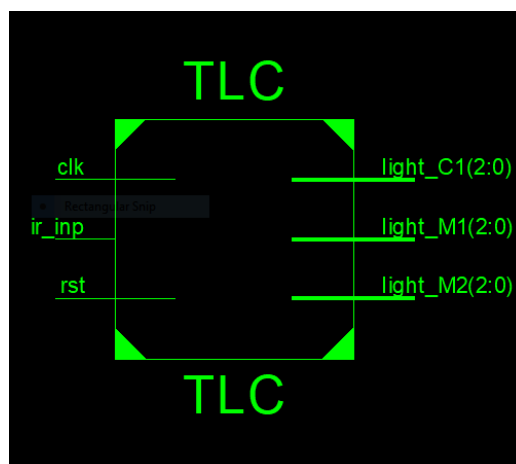 TLC
clk
light_C1(2:0)
Rectangular Snip
ir_inp
light_M1(2:0)
rst
light_M2(2:0)
TLC